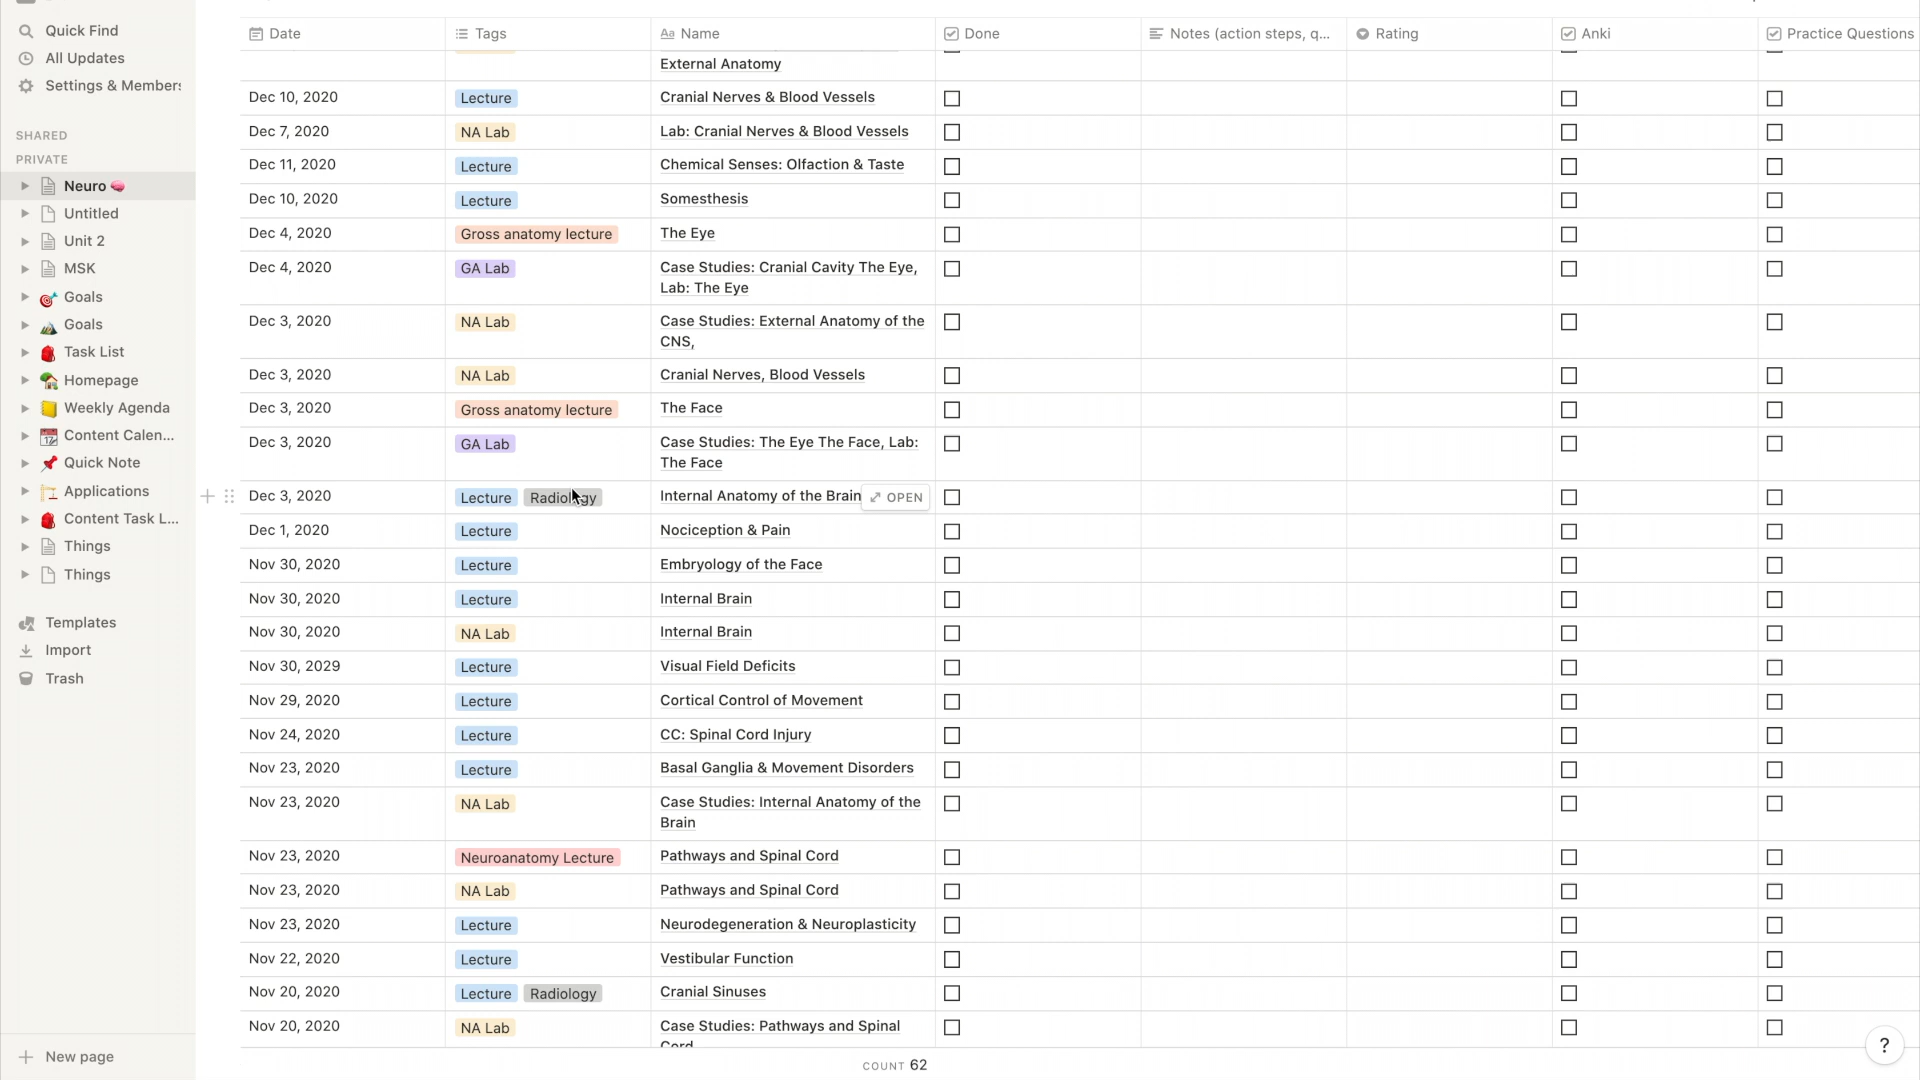 Quick Find
All Updates
Settings & Members
SHARED
PRIVATE
Neuro
Untitled
Unit 2
MSK
Goals
Goals
Task List
Homepage
Weekly Agenda
Content Calen...
Quick Note
Applications
Content Task L...
Things
Things
Templates
Import
Trash
New page
Date Tags Aa Name Done Notes (action steps, q... Rating Anki Practice Questions
External Anatomy
Dec 10, 2020 Lecture Cranial Nerves & Blood Vessels
Dec 7, 2020 NA Lab Lab: Cranial Nerves & Blood Vessels
Dec 11, 2020 Lecture Chemical Senses: Olfaction & Taste
Dec 10, 2020 Lecture Somesthesis
Dec 4, 2020 Gross anatomy lecture The Eye
Dec 4, 2020 GA Lab Case Studies: Cranial Cavity The Eye,
Lab: The Eye
Dec 3, 2020 NA Lab Case Studies: External Anatomy of the
CNS,
Dec 3, 2020 NA Lab Cranial Nerves, Blood Vessels
Dec 3, 2020 Gross anatomy lecture The Face
Dec 3, 2020 GA Lab Case Studies: The Eye The Face, Lab:
The Face
Dec 3, 2020 Lecture Radiology Internal Anatomy of the Brain OPEN
Dec 1, 2020 Lecture Nociception & Pain
Nov 30, 2020 Lecture Embryology of the Face
Nov 30, 2020 Lecture Internal Brain
Nov 30, 2020 NA Lab Internal Brain
Nov 30, 2029 Lecture Visual Field Deficits
Nov 29, 2020 Lecture Cortical Control of Movement
Nov 24, 2020 Lecture CC: Spinal Cord Injury
Nov 23, 2020 Lecture Basal Ganglia & Movement Disorders
Nov 23, 2020 NA Lab Case Studies: Internal Anatomy of the
Brain
Nov 23, 2020 Neuroanatomy Lecture Pathways and Spinal Cord
Nov 23, 2020 NA Lab Pathways and Spinal Cord
Nov 23, 2020 Lecture Neurodegeneration & Neuroplasticity
Nov 22, 2020 Lecture Vestibular Function
Nov 20, 2020 Lecture Radiology Cranial Sinuses
Nov 20, 2020 NA Lab Case Studies: Pathways and Spinal
Cord
COUNT 62
?